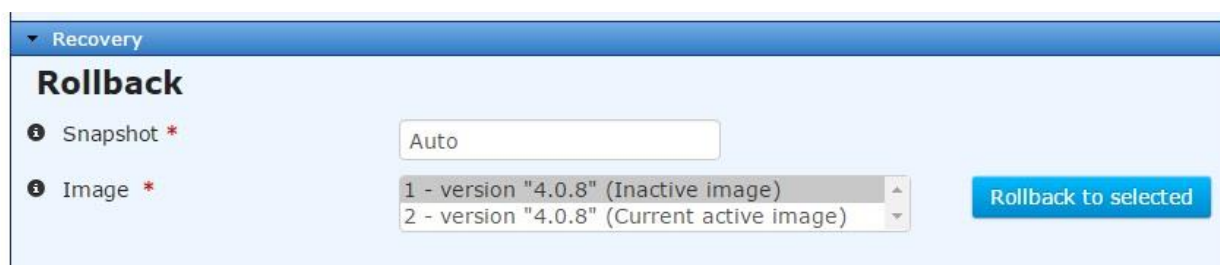 Recovery
Rollback
Snapshot *
Auto
Image *
1 - version "4.0.8" (Inactive image)
2 - version "4.0.8" (Current active image)
Rollback to selected